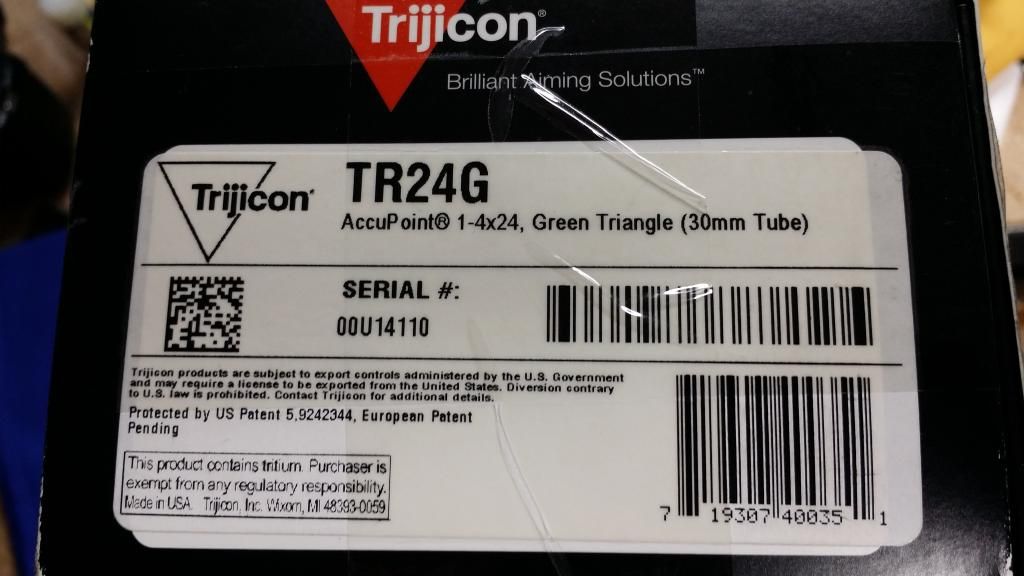 Trijicon®
Brilliant Aiming Solutions™
Trijicon®
TR24G
AccuPoint® 1-4x24, Green Triangle (30mm Tube)
SERIAL #:
00U14110
Trijicon products are subject to export controls administered by the U.S. Government
and may require a license to be exported from the United States. Diversion contrary
to U.S. law is prohibited. Contact Trijicon for additional details.
Protected by US Patent 5,9242344, European Patent
Pending
This product contains tritium. Purchaser is
exempt from any regulatory responsibility.
Made in USA. Trijicon, Inc. Wixom, MI 48393-0059
7 19307 40035 1